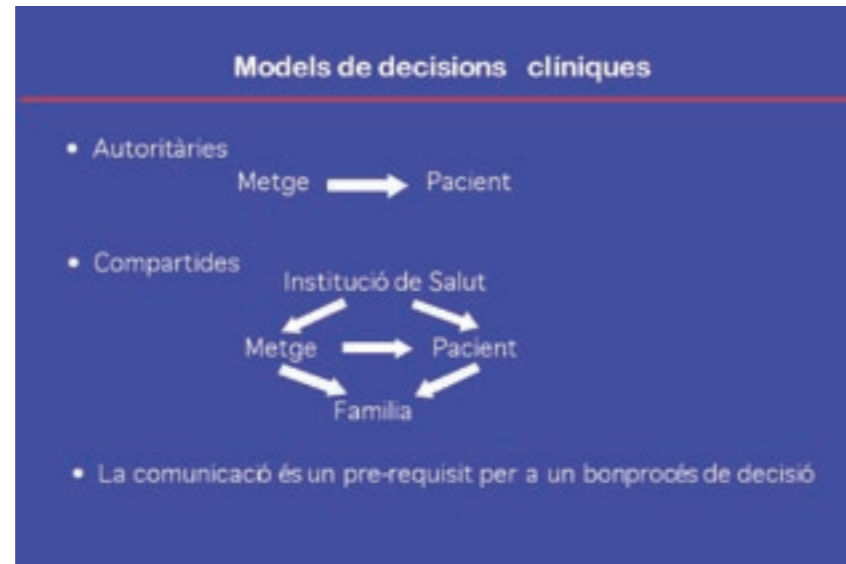 Models de decisions clíniques
• Autoritàries
Metge Pacient
• Compartides
Institució de Salut
Metge Pacient
Familia
• La comunicació és un pre-requisit per a un bonprocés de decisió